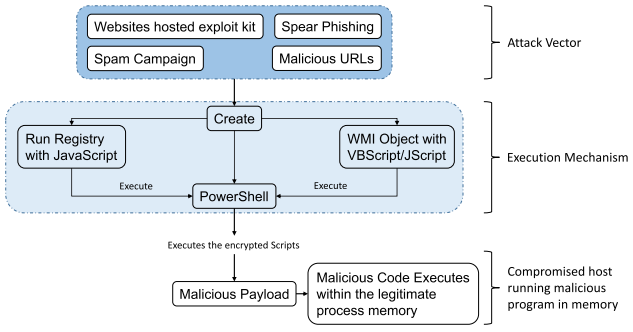 Websites hosted exploit kit
Spear Phishing
Spam Campaign
Malicious URLs
Attack Vector
Create
Run Registry
with JavaScript
WMI Object with
VBScript/JScript
Execution Mechanism
Execute
Execute
PowerShell
Executes the encrypted Scripts
Malicious Payload
Malicious Code Executes
within the legitimate
process memory
Compromised host
running malicious
program in memory